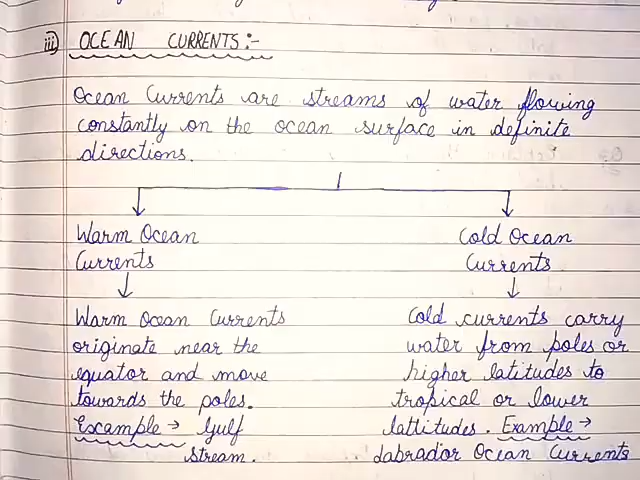 iii) OCEAN CURRENTS:-
Ocean Currents are streams of water flowing
constantly on the ocean surface in definite
directions.
Warm Ocean
Currents
Warm Ocean Currents
originate near the
equator and move
towards the poles.
Example → Gulf
stream.
Cold Ocean
Currents
Cold currents carry
water from poles or
higher latitudes to
tropical or lower
lattitudes. Example →
Labrador Ocean Currents